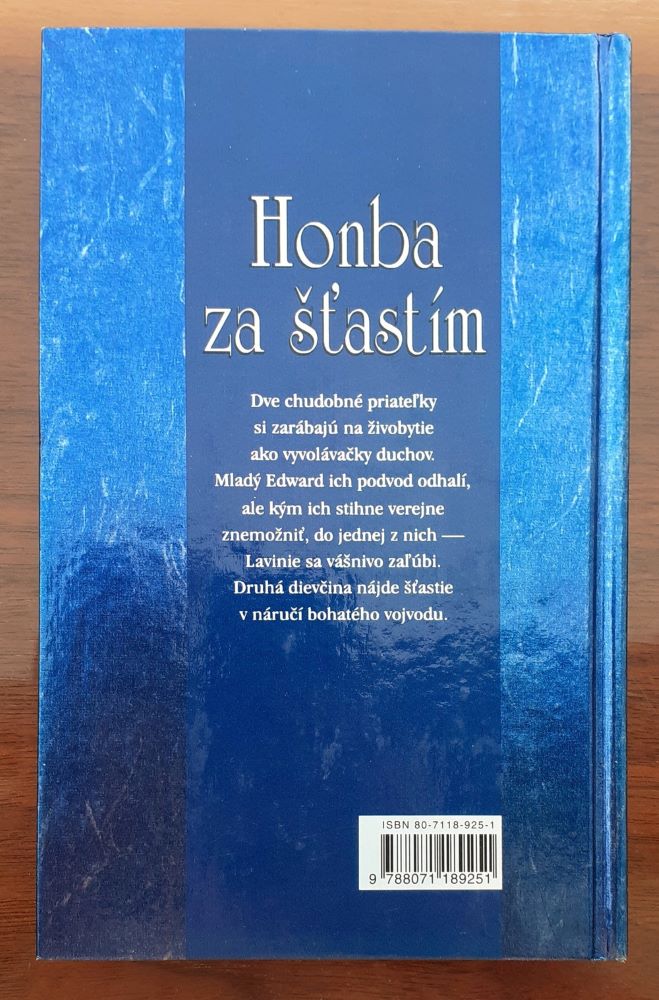 Honba
za šťastím
Dve chudobné priateľky
si zarábajú na živobytie
ako vyvolávačky duchov.
Mladý Edward ich podvod odhalí,
ale kým ich stihne verejne
znemožniť, do jednej z nich —
Lavinie sa vášnivo zaľúbi.
Druhá dievčina nájde šťastie
v náručí bohatého vojvodu.
ISBN 80-7118-925-1
9 788071 189251